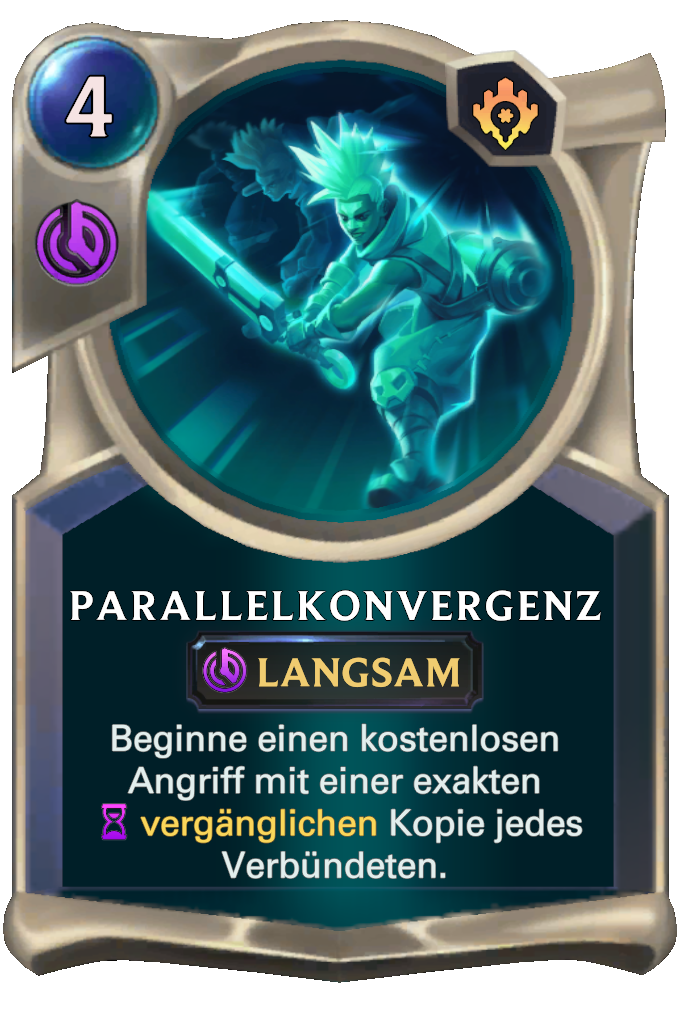 4
PARALLELKONVERGENZ
LANGSAM
Beginne einen kostenlosen
Angriff mit einer exakten
vergänglichen Kopie jedes
Verbündeten.